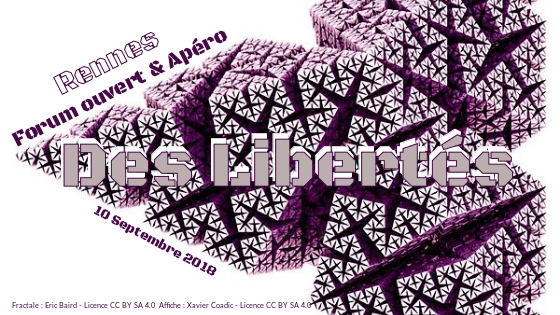 Rennes
Forum ouvert & Apéro
Des Libertés
10 Septembre 2018
Fractale : Eric Baird - Licence CC BY SA 4.0 Affiche : Xavier Coadic - Licence CC BY SA 4.0